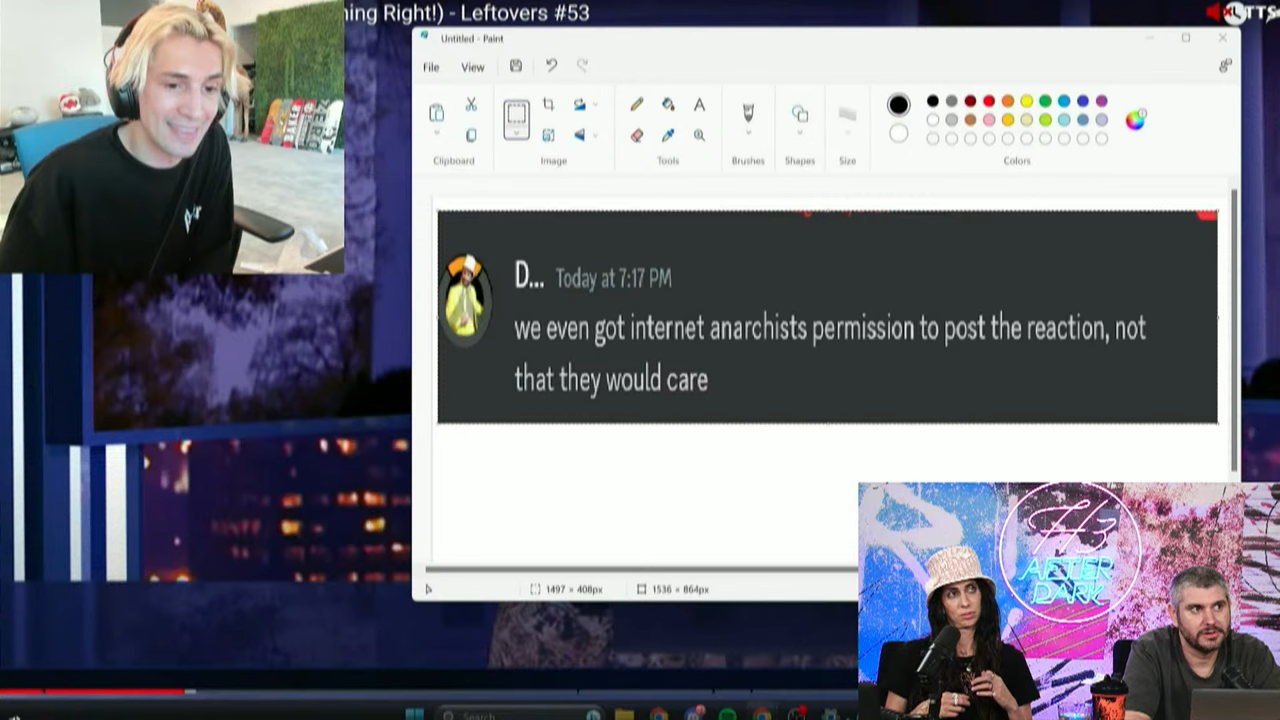 ning Right!) - Leftovers #53
TTS
Untitled - Paint
File View
Clipboard Image Tools Brushes Shapes Size Colors
D... Today at 7:17 PM
we even got internet anarchists permission to post the reaction, not
that they would care
1497 × 408px 1536 × 864px
H3
AFTER
DARK
Search